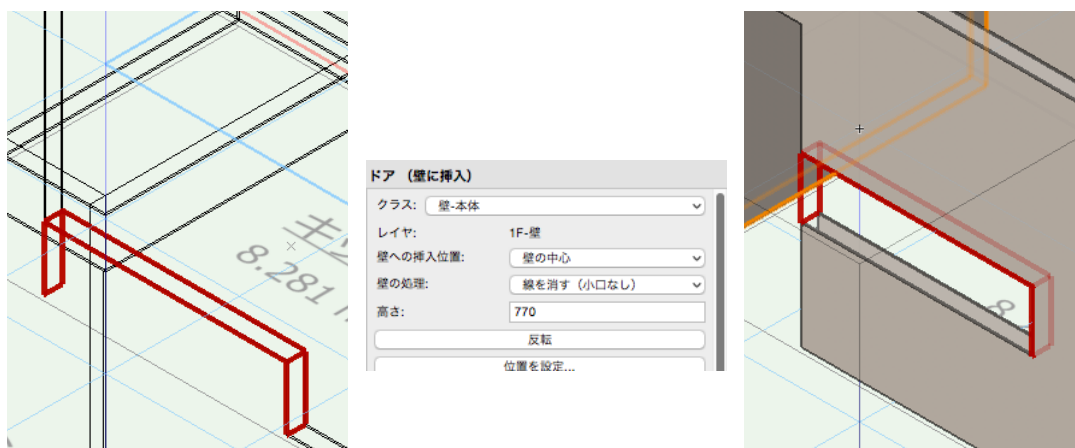 8.281
ドア （壁に挿入）
クラス:
壁-本体
レイヤ:
1F-壁
壁への挿入位置:
壁の中心
壁の処理:
線を消す（小口なし）
高さ:
770
反転
位置を設定...
8